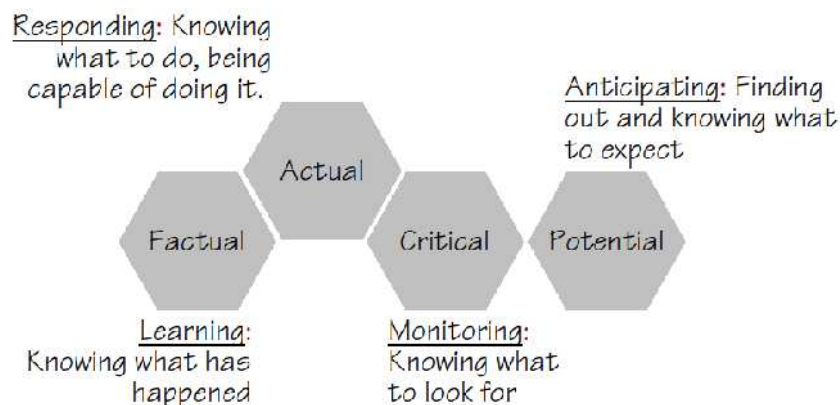 Responding: Knowing
what to do, being
capable of doing it.
Anticipating: Finding
out and knowing what
to expect
Actual
Factual
Critical
Potential
Learning:
Knowing what has
happened
Monitoring:
Knowing what
to look for